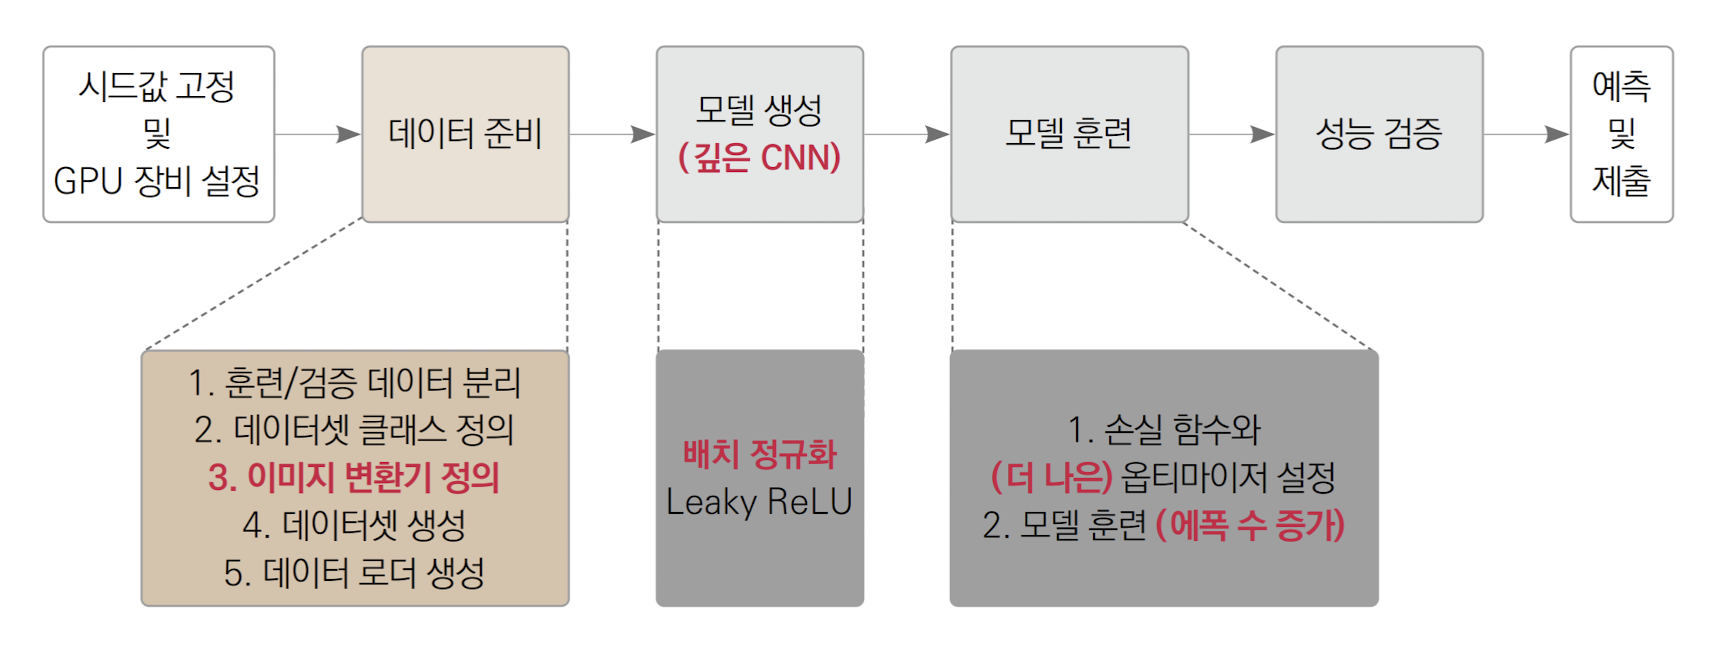 시드값 고정
및
GPU 장비 설정
데이터 준비
모델 생성
(깊은 CNN)
모델 훈련
성능 검증
예측
및
제출
1. 훈련/검증 데이터 분리
2. 데이터셋 클래스 정의
3. 이미지 변환기 정의
4. 데이터셋 생성
5. 데이터 로더 생성
배치 정규화
Leaky ReLU
1. 손실 함수와
(더 나은) 옵티마이저 설정
2. 모델 훈련 (에폭 수 증가)